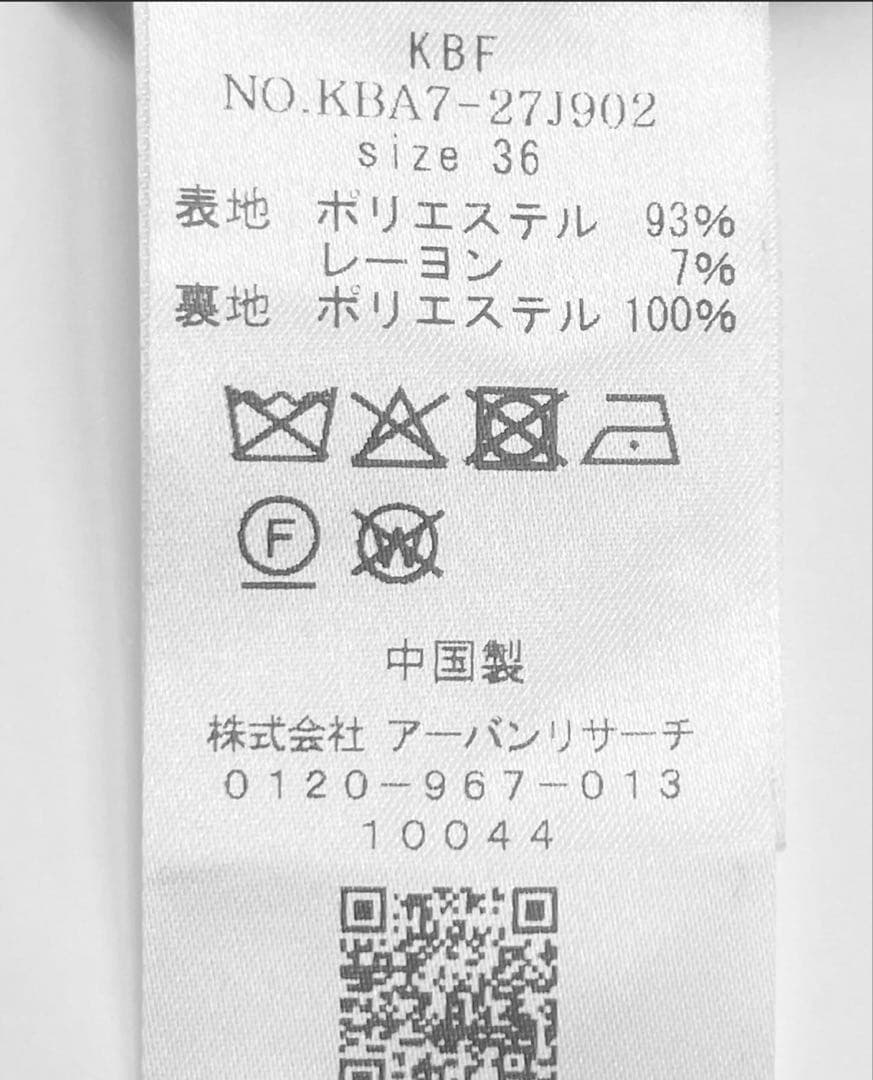 KBF
NO.KBA7-27J902
size 36
表地 ポリエステル 93%
レーヨン 7%
裏地 ポリエステル 100%
F
W
中国製
株式会社 アーバンリサーチ
0120-967-013
10044